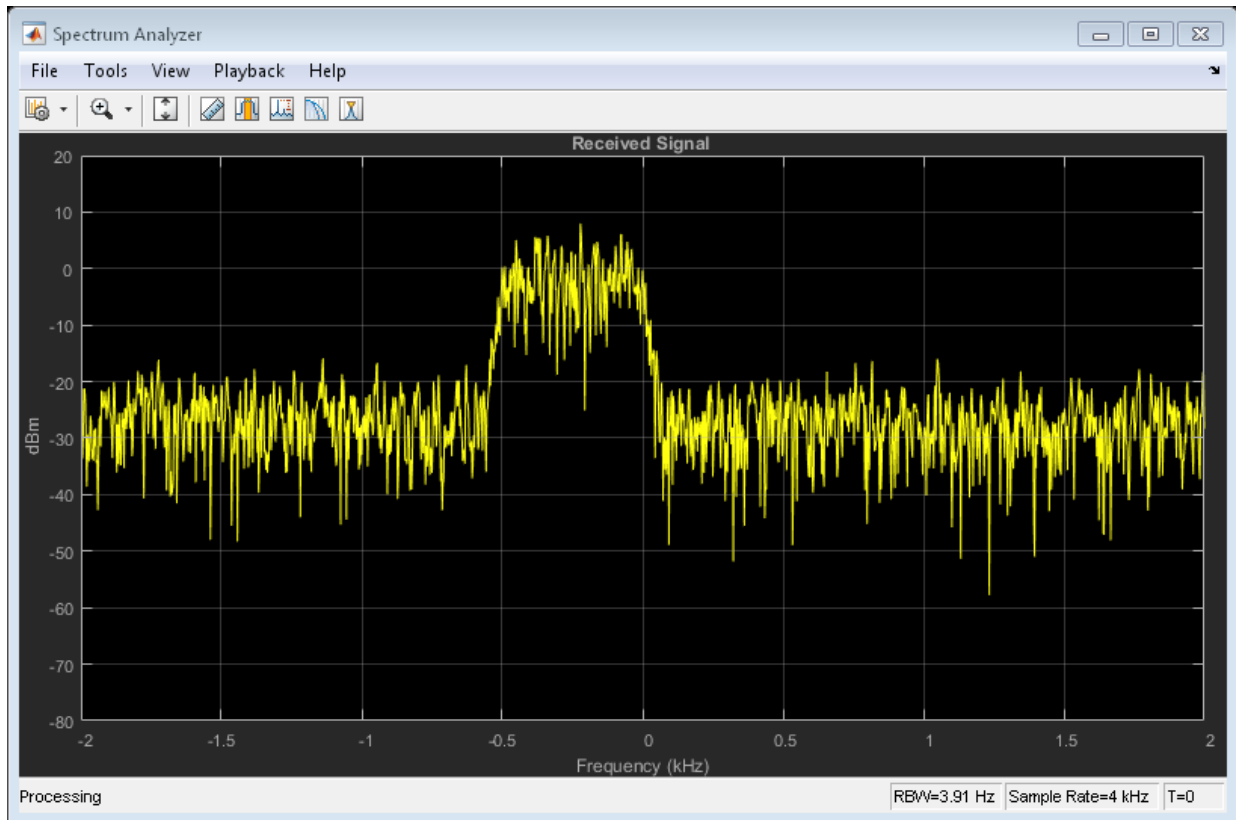 Spectrum Analyzer
File Tools View Playback Help
Received Signal
20
10
0
-10
-20
-30
-40
-50
-60
-70
-80
dBm
-2 -1.5 -1 -0.5 0 0.5 1 1.5 2
Frequency (kHz)
Processing RBW=3.91 Hz Sample Rate=4 kHz T=0